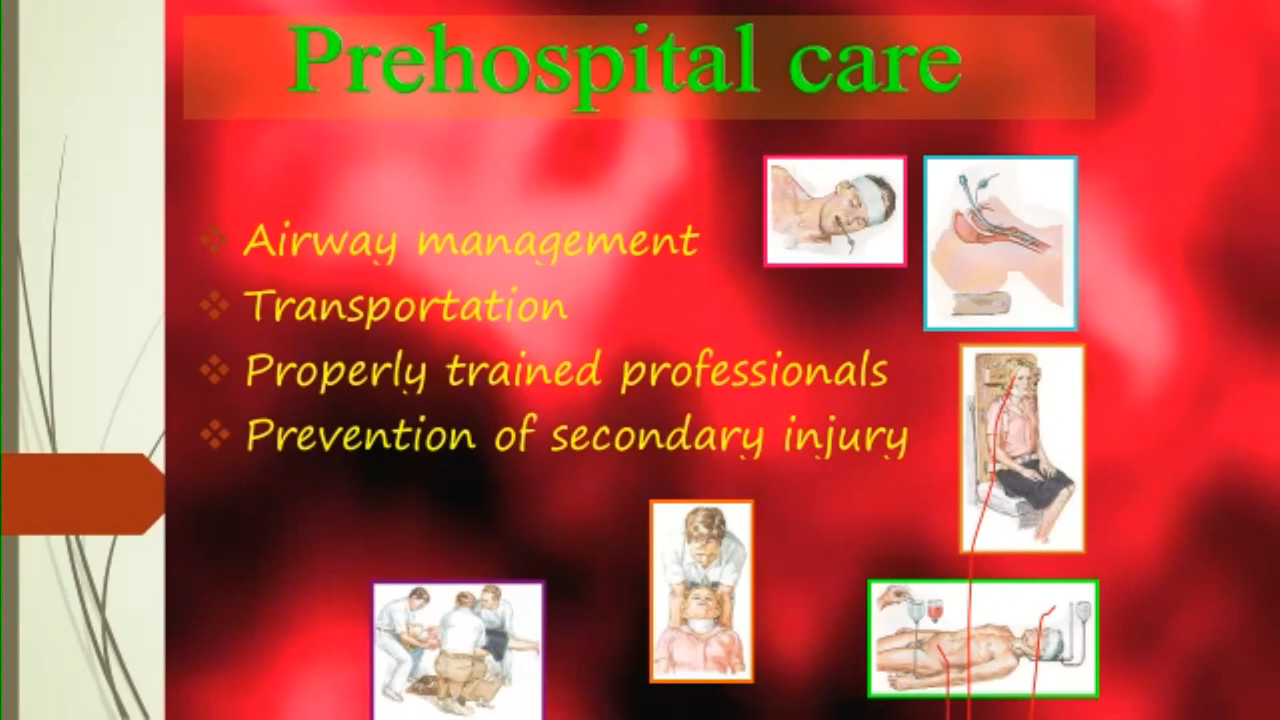 Prehospital care
Airway management
Transportation
Properly trained professionals
Prevention of secondary injury